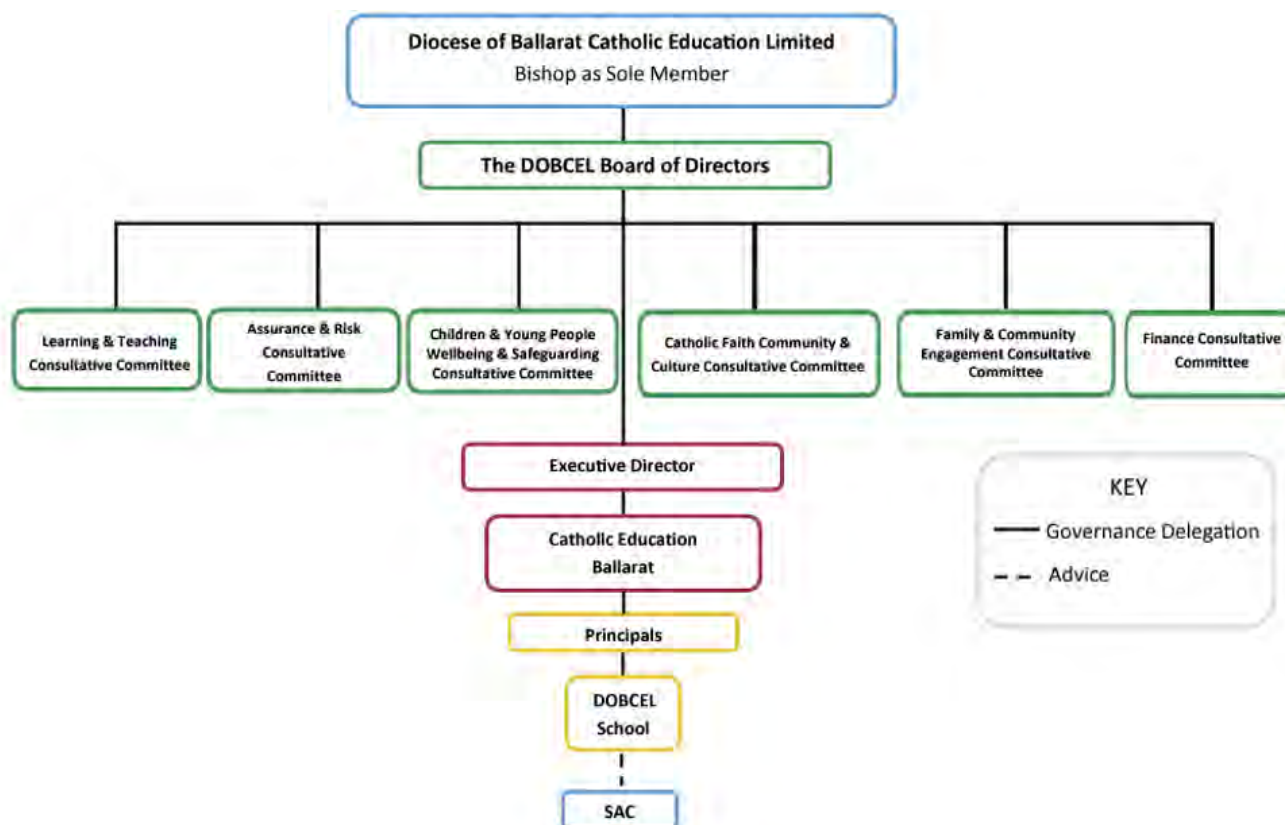 Diocese of Ballarat Catholic Education Limited
Bishop as Sole Member
The DOBCEL Board of Directors
Learning & Teaching
Consultative Committee
Assurance & Risk
Consultative
Committee
Children & Young People
Wellbeing & Safeguarding
Consultative Committee
Catholic Faith Community &
Culture Consultative Committee
Family & Community
Engagement Consultative
Committee
Finance Consultative
Committee
Executive Director
Catholic Education
Ballarat
Principals
DOBCEL
School
SAC
KEY
Governance Delegation
Advice